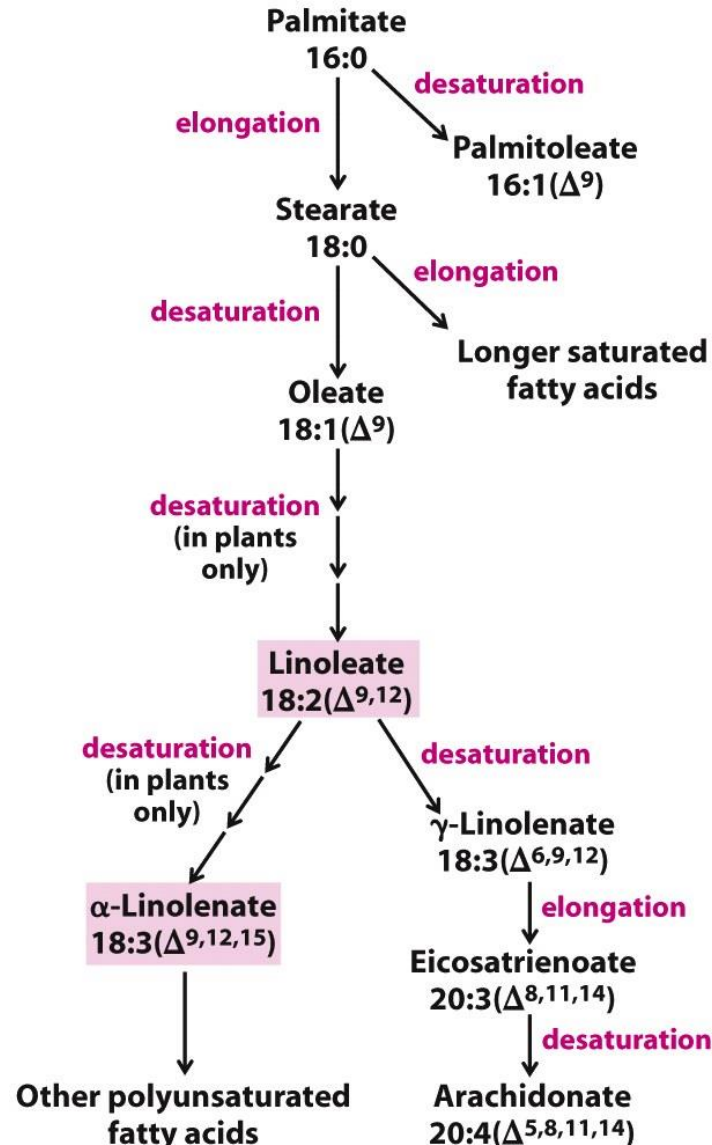 Palmitate
16:0
desaturation
elongation
Palmitoleate
16:1(Δ⁹)
Stearate
18:0
elongation
desaturation
Longer saturated
fatty acids
Oleate
18:1(Δ⁹)
desaturation
(in plants
only)
Linoleate
18:2(Δ⁹,¹²)
desaturation
(in plants
only)
desaturation
γ-Linolenate
18:3(Δ⁶,⁹,¹²)
α-Linolenate
18:3(Δ⁹,¹²,¹⁵)
elongation
Eicosatrienoate
20:3(Δ⁸,¹¹,¹⁴)
desaturation
Other polyunsaturated
fatty acids
Arachidonate
20:4(Δ⁵,⁸,¹¹,¹⁴)